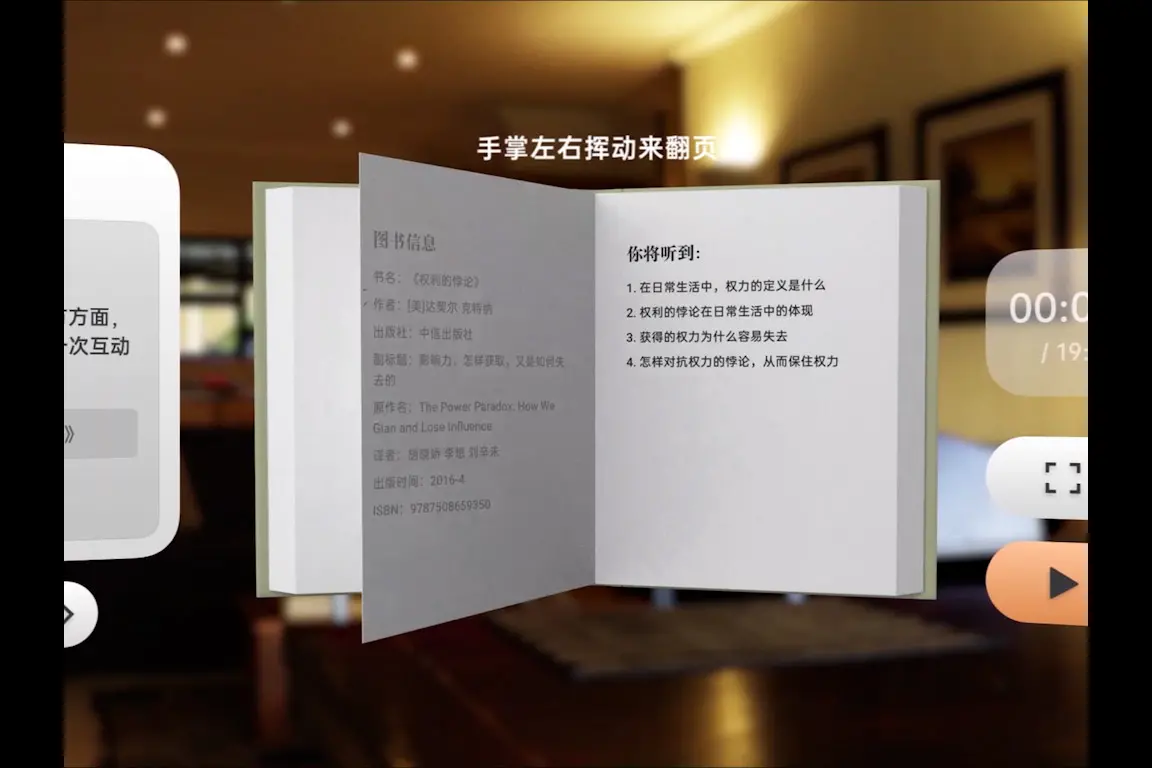 手掌左右挥动来翻页
图书信息
书名：《权利的悖论》
作者：[美]达契尔 克特纳
出版社：中信出版社
副标题：影响力，怎样获取，又是如何失
去的
原作名：The Power Paradox: How We
Gian and Lose Influence
译者：胡晓姣 李恕 刘辛未
出版时间：2016-4
ISBN：9787508659350
你将听到：
1. 在日常生活中，权力的定义是什么
2. 权利的悖论在日常生活中的体现
3. 获得的权力为什么容易失去
4. 怎样对抗权力的悖论，从而保住权力
方面，
次互动
》
00:0
/ 19: